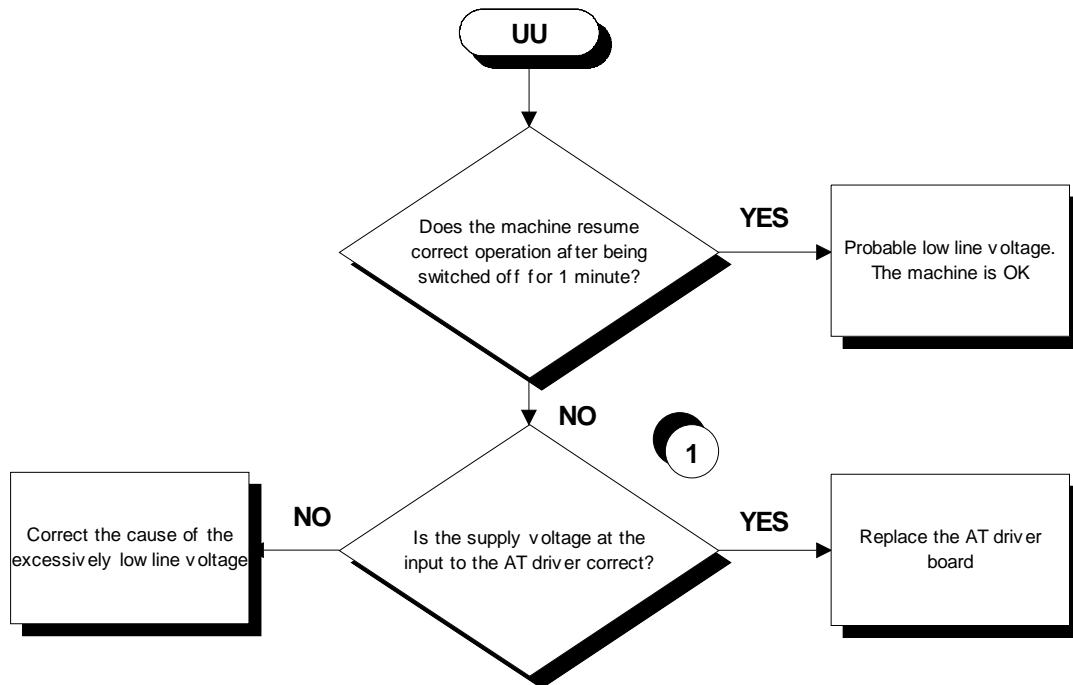 UU
Does the machine resume
correct operation after being
switched off for 1 minute?
YES
Probable low line voltage.
The machine is OK
NO
1
Correct the cause of the
excessively low line voltage
NO
Is the supply voltage at the
input to the AT driver correct?
YES
Replace the AT driver
board